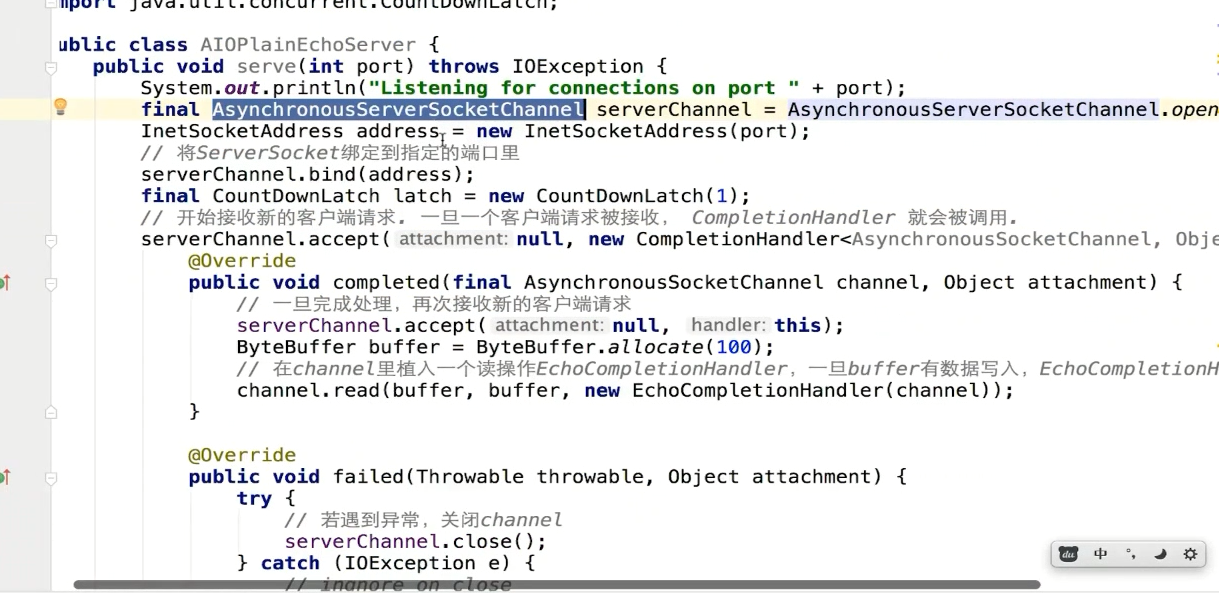 import java.util.concurrent.CountDownLatch;
ublic class AIOPlainEchoServer {
public void serve(int port) throws IOException {
System.out.println("Listening for connections on port " + port);
final AsynchronousServerSocketChannel serverChannel = AsynchronousServerSocketChannel.open
InetSocketAddress address = new InetSocketAddress(port);
// 将ServerSocket绑定到指定的端口里
serverChannel.bind(address);
final CountDownLatch latch = new CountDownLatch(1);
// 开始接收新的客户端请求. 一旦一个客户端请求被接收， CompletionHandler 就会被调用.
serverChannel.accept( attachment: null, new CompletionHandler<AsynchronousSocketChannel, Obje
@Override
public void completed(final AsynchronousSocketChannel channel, Object attachment) {
// 一旦完成处理，再次接收新的客户端请求
serverChannel.accept( attachment: null, handler: this);
ByteBuffer buffer = ByteBuffer.allocate(100);
// 在channel里植入一个读操作EchoCompletionHandler，一旦buffer有数据写入，EchoCompletionH
channel.read(buffer, buffer, new EchoCompletionHandler(channel));
}
@Override
public void failed(Throwable throwable, Object attachment) {
try {
// 若遇到异常，关闭channel
serverChannel.close();
} catch (IOException e) {
// ingnore on close
du 中 °,